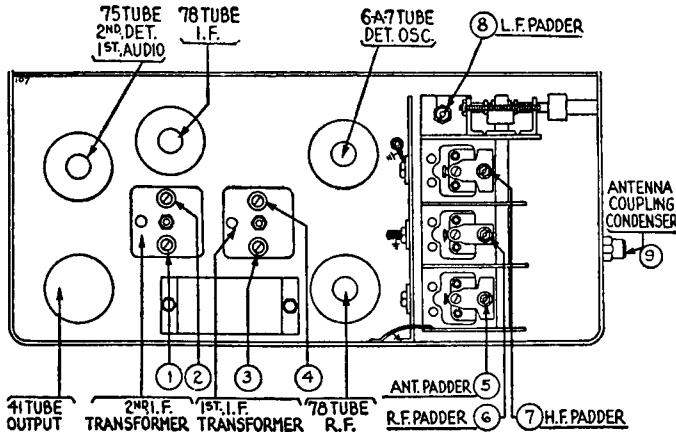 75 TUBE
2ND. DET.
1ST. AUDIO
78 TUBE
I.F.
6-A-7 TUBE
DET. OSC.
8 L.F. PADDER
ANTENNA
COUPLING
CONDENSER
9
1
2
3
4
ANT. PADDER 5
R.F. PADDER 6
7 H.F. PADDER
41 TUBE
OUTPUT
2ND I.F.
TRANSFORMER
1ST. I.F.
TRANSFORMER
78 TUBE
R.F.